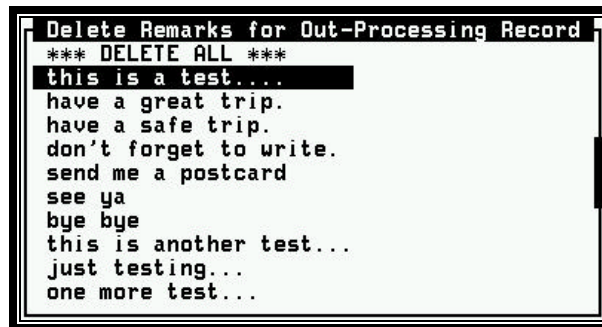 Delete Remarks for Out-Processing Record
*** DELETE ALL ***
this is a test....
have a great trip.
have a safe trip.
don't forget to write.
send me a postcard
see ya
bye bye
this is another test...
just testing...
one more test...